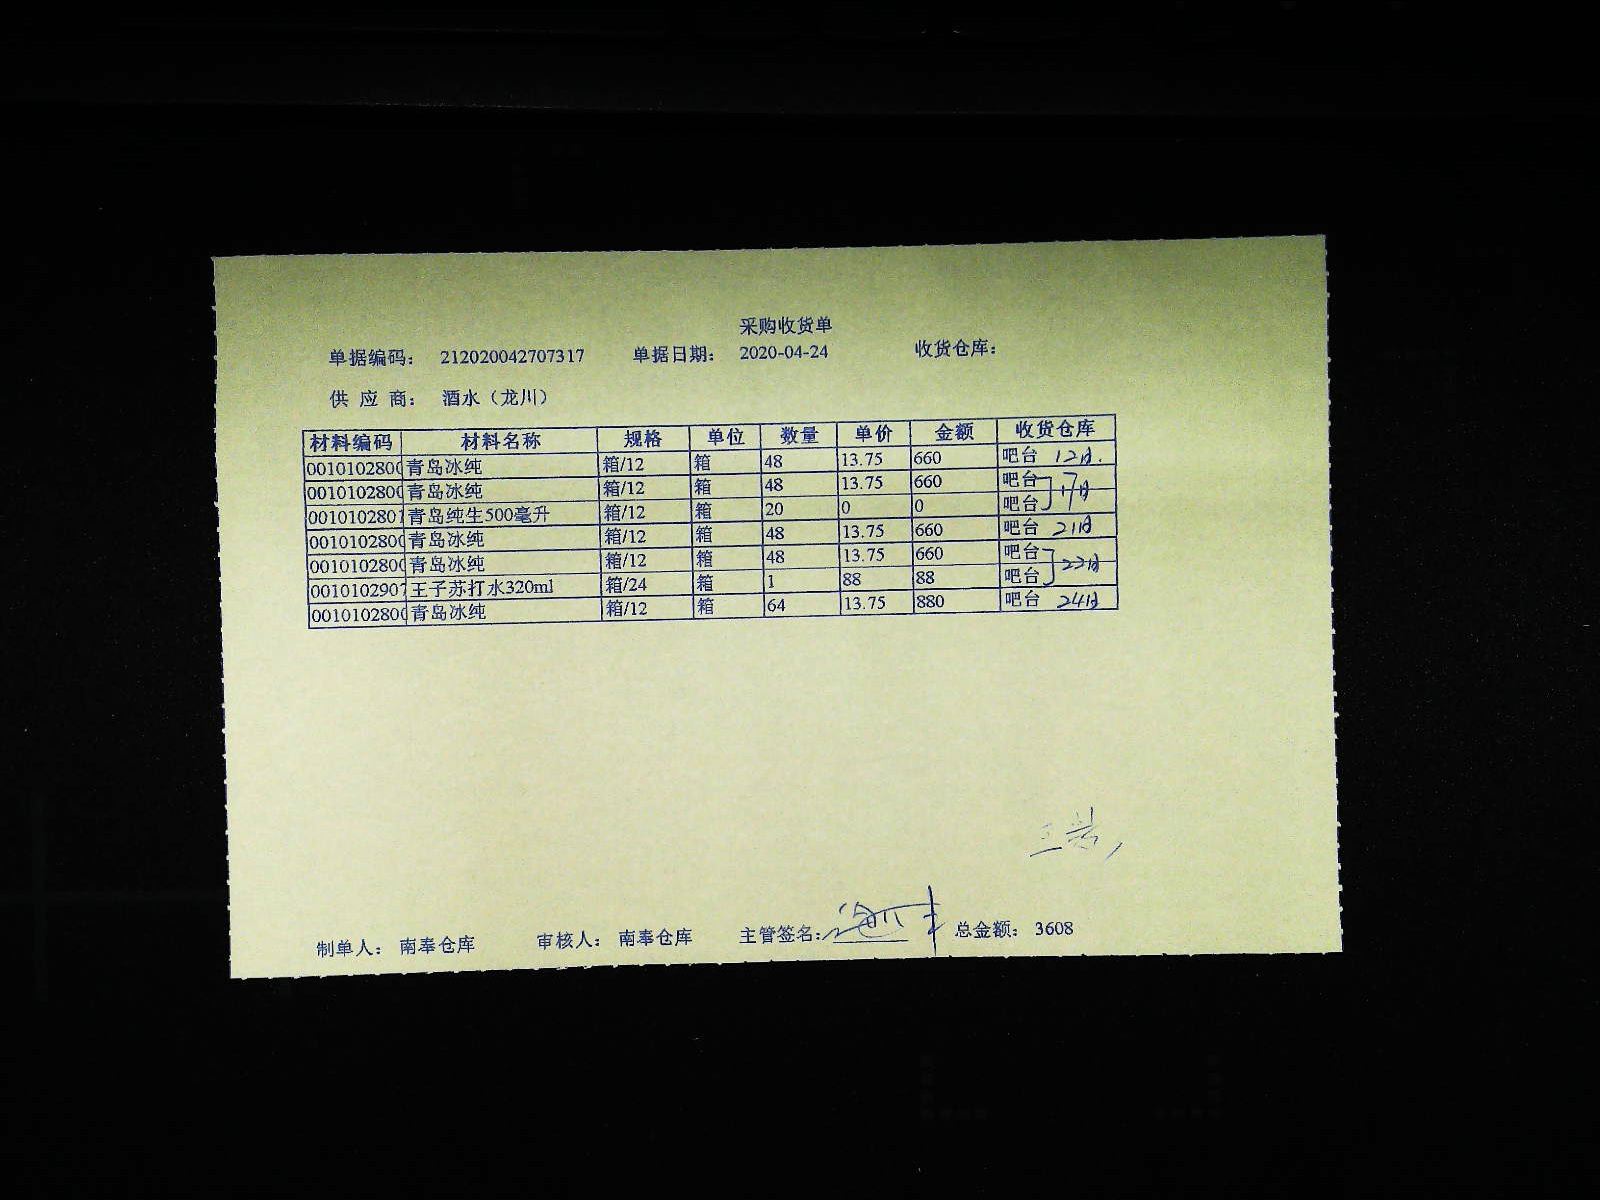 采购收货单
单据编码: 212020042707317 单据日期: 2020-04-24 收货仓库:
供 应 商: 酒水（龙川）
材料编码 材料名称 规格 单位 数量 单价 金额 收货仓库
0010102800 青岛冰纯 箱/12 箱 48 13.75 660 吧台 12日.
0010102800 青岛冰纯 箱/12 箱 48 13.75 660 吧台 17日
0010102801 青岛纯生500毫升 箱/12 箱 20 0 0 吧台
0010102800 青岛冰纯 箱/12 箱 48 13.75 660 吧台 21日
0010102800 青岛冰纯 箱/12 箱 48 13.75 660 吧台 22日
0010102907 王子苏打水320ml 箱/24 箱 1 88 88 吧台
0010102800 青岛冰纯 箱/12 箱 64 13.75 880 吧台 24日
制单人: 南奉仓库 审核人: 南奉仓库 主管签名: 总金额: 3608